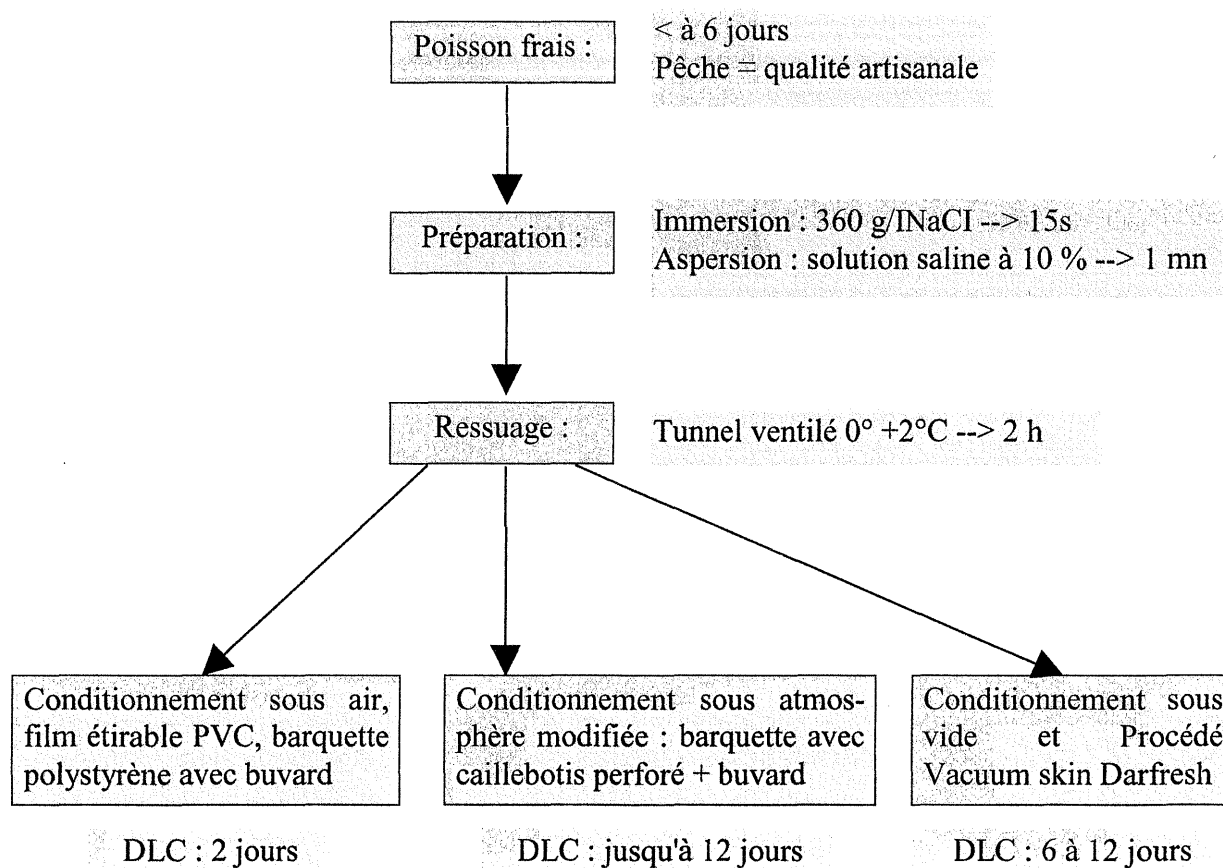 Poisson frais :
< à 6 jours
Pêche = qualité artisanale
Préparation :
Immersion : 360 g/lNaCl --> 15s
Aspersion : solution saline à 10 % --> 1 mn
Ressuage :
Tunnel ventilé 0° +2°C --> 2 h
Conditionnement sous air,
film étirable PVC, barquette
polystyrène avec buvard
Conditionnement sous atmos-
phère modifiée : barquette avec
caillebotis perforé + buvard
Conditionnement sous
vide et Procédé
Vacuum skin Darfresh
DLC : 2 jours
DLC : jusqu'à 12 jours
DLC : 6 à 12 jours